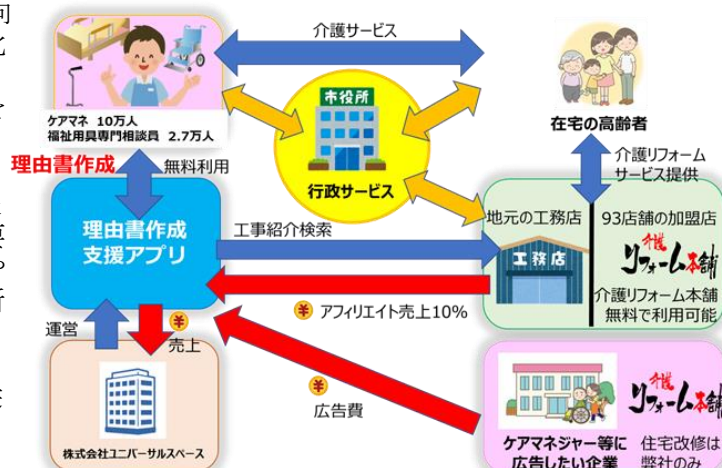 介護サービス
市役所
ケアマネ 10万人
福祉用具専門相談員 2.7万人
在宅の高齢者
理由書作成
無料利用
行政サービス
介護リフォーム
サービス提供
理由書作成
支援アプリ
工事紹介検索
地元の工務店
93店舗の加盟店
工務店
介護
リフォーム本舗
介護リフォーム本舗
無料で利用可能
アフィリエイト売上10%
運営
売上
広告費
株式会社ユニバーサルスペース
介護
リフォーム本舗
ケアマネジャー等に
広告したい企業
住宅改修は
弊社のみ